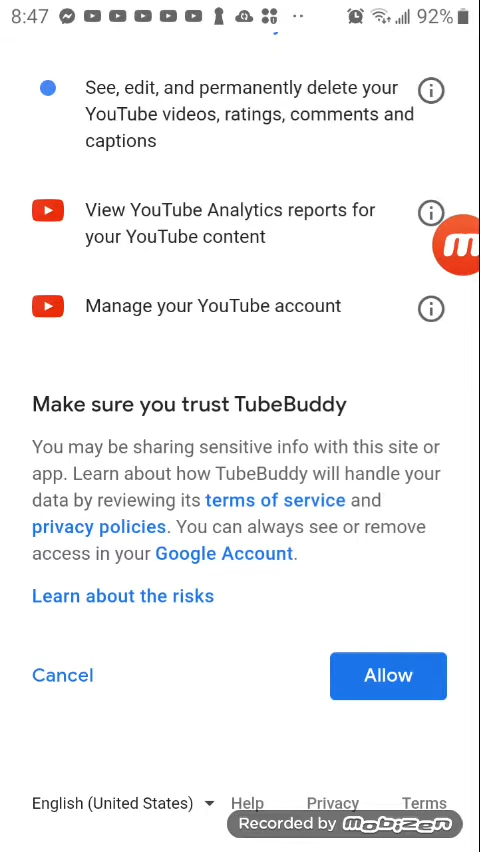 8:47
92%
See, edit, and permanently delete your
YouTube videos, ratings, comments and
captions
View YouTube Analytics reports for
your YouTube content
Manage your YouTube account
Make sure you trust TubeBuddy
You may be sharing sensitive info with this site or
app. Learn about how TubeBuddy will handle your
data by reviewing its terms of service and
privacy policies. You can always see or remove
access in your Google Account.
Learn about the risks
Cancel
Allow
English (United States)
Help
Privacy
Terms
Recorded by mobizen